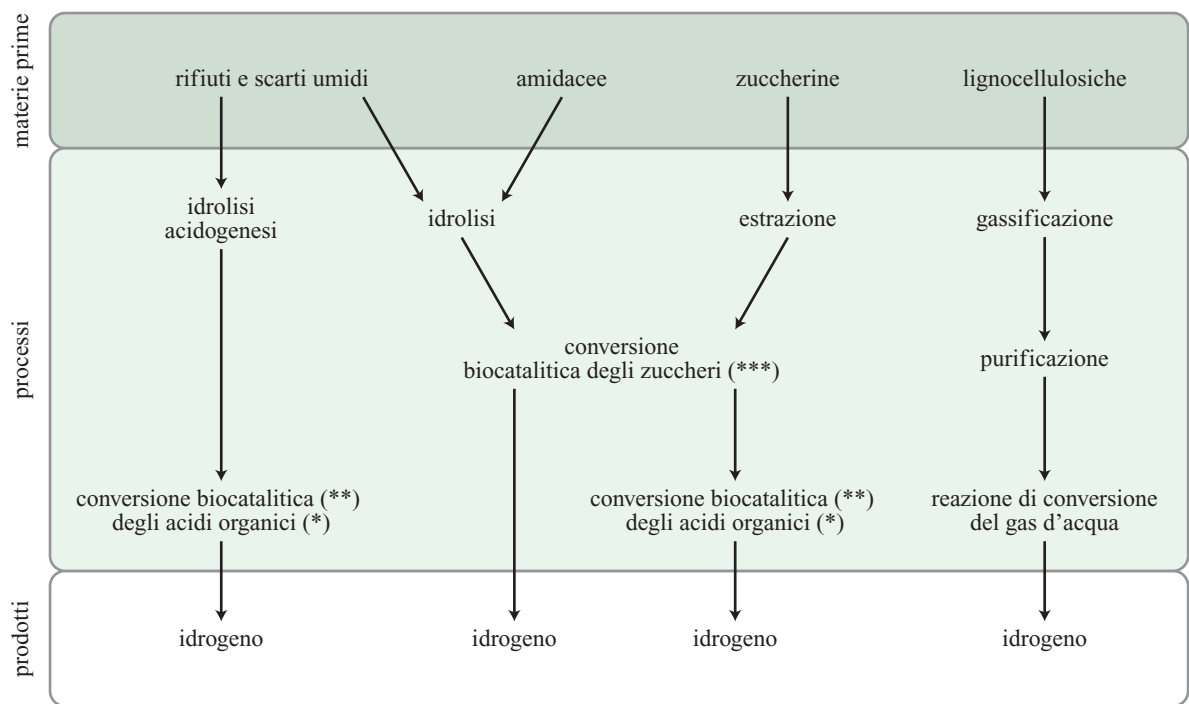 materie prime
rifiuti e scarti umidi
amidacee
zuccherine
lignocellulosiche
processi
idrolisi
acidogenesi
idrolisi
estrazione
gassificazione
conversione
biocatalitica degli zuccheri (***)
purificazione
conversione biocatalitica (**)
degli acidi organici (*)
conversione biocatalitica (**)
degli acidi organici (*)
reazione di conversione
del gas d’acqua
prodotti
idrogeno
idrogeno
idrogeno
idrogeno